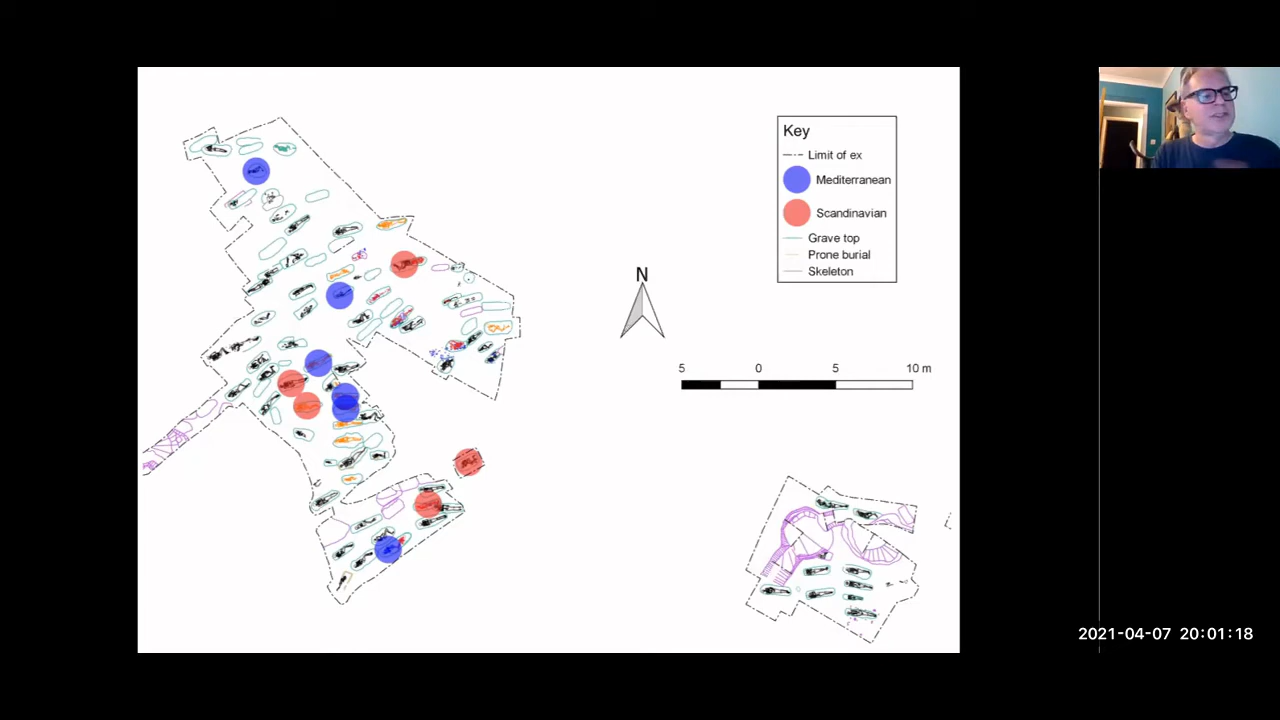 Key
Limit of ex
Mediterranean
Scandinavian
Grave top
Prone burial
Skeleton
N
5 0 5 10 m
2021-04-07 20:01:18